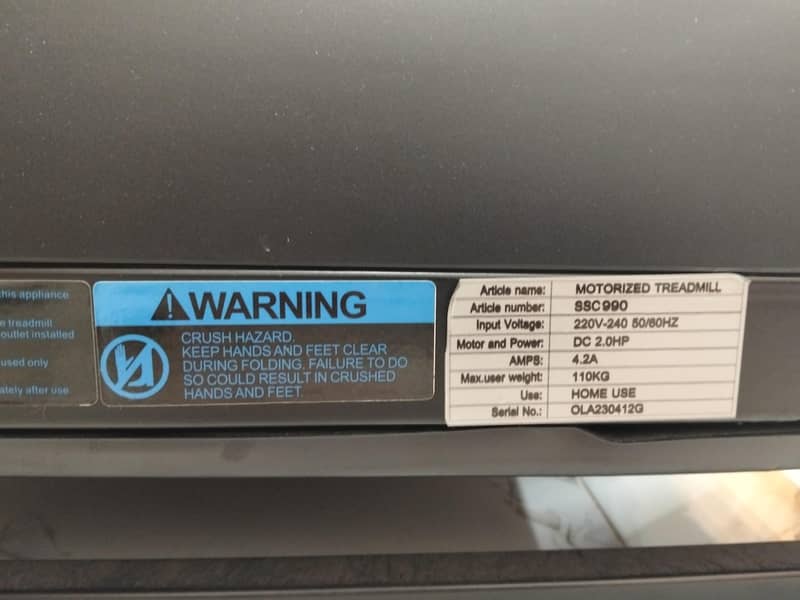 this appliance
e treadmill
outlet installed
used only
ately after use
WARNING
CRUSH HAZARD.
KEEP HANDS AND FEET CLEAR
DURING FOLDING. FAILURE TO DO
SO COULD RESULT IN CRUSHED
HANDS AND FEET.
Article name: MOTORIZED TREADMILL
Article number: SSC990
Input Voltage: 220V-240 50/60HZ
Motor and Power: DC 2.0HP
AMPS: 4.2A
Max.user weight: 110KG
Use: HOME USE
Serial No.: OLA230412G